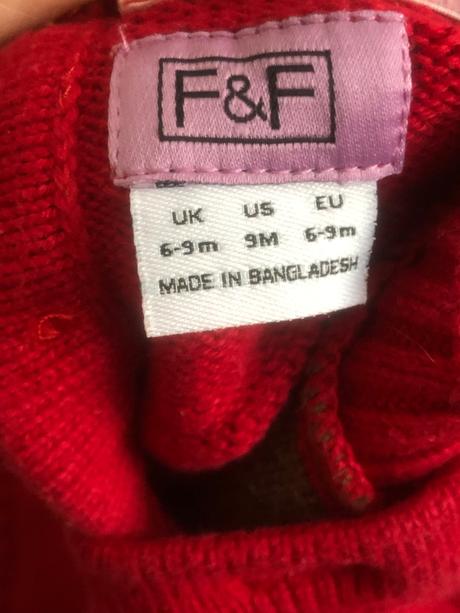 F&F
UK US EU
6-9m 9M 6-9m
MADE IN BANGLADESH